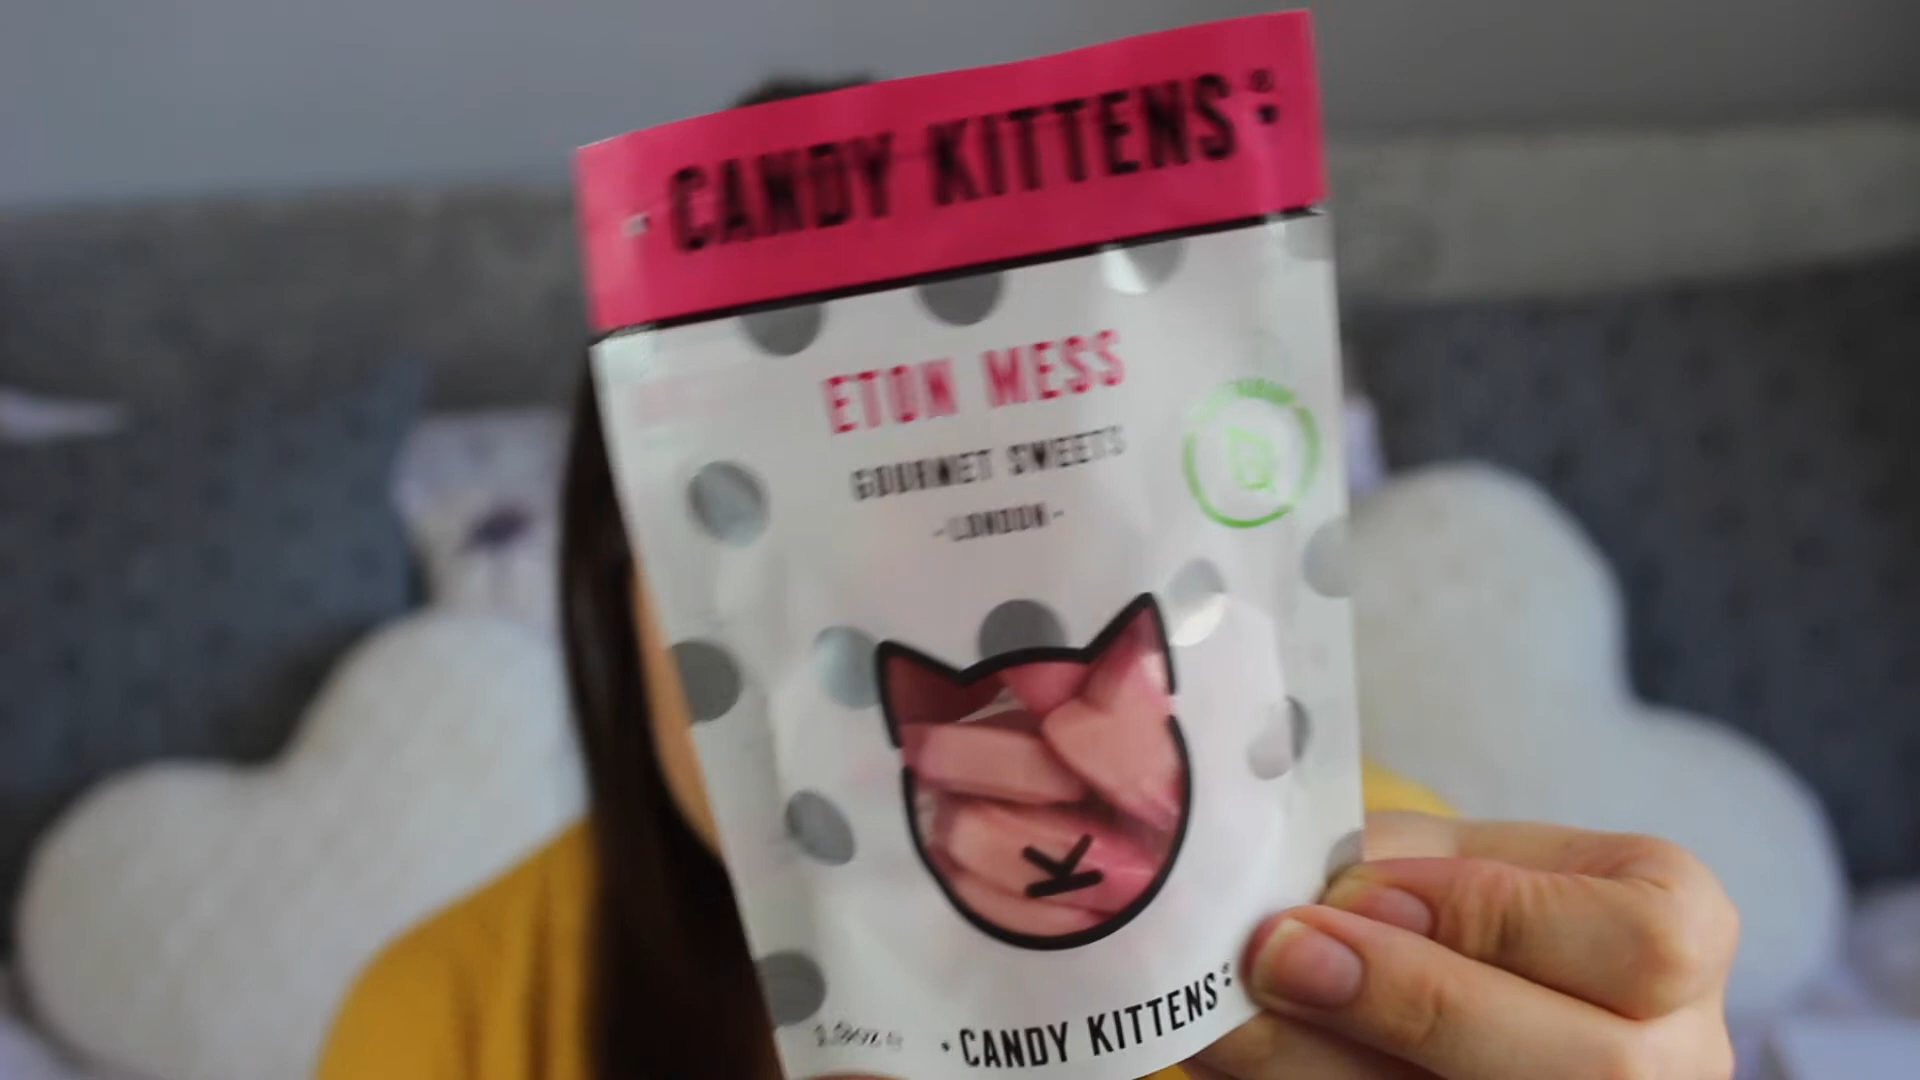 CANDY KITTENS
ETON MESS
GOURMET SWEETS
-LONDON-
K
CANDY KITTENS